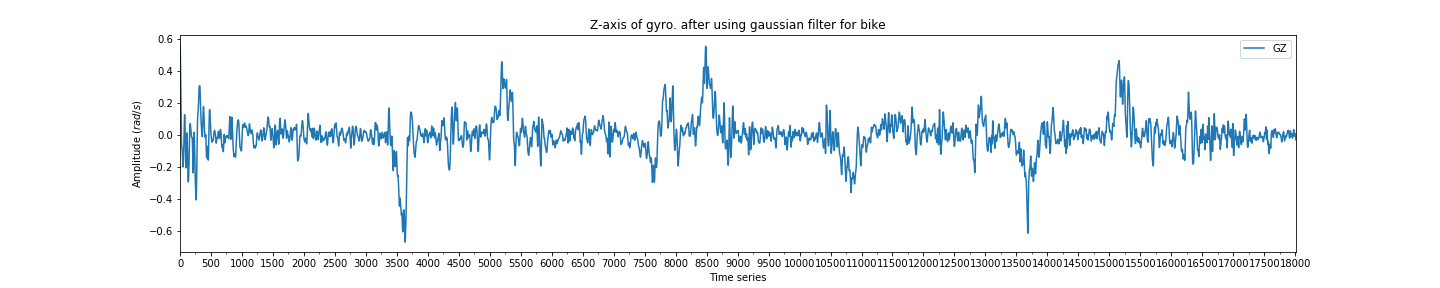 Z-axis of gyro. after using gaussian filter for bike
GZ
0.6
0.4
0.2
0.0
−0.2
−0.4
−0.6
Amplitude (rad/s)
0 500 1000 1500 2000 2500 3000 3500 4000 4500 5000 5500 6000 6500 7000 7500 8000 8500 9000 9500 10000 10500 11000 11500 12000 12500 13000 13500 14000 14500 15000 15500 16000 16500 17000 17500 18000
Time series